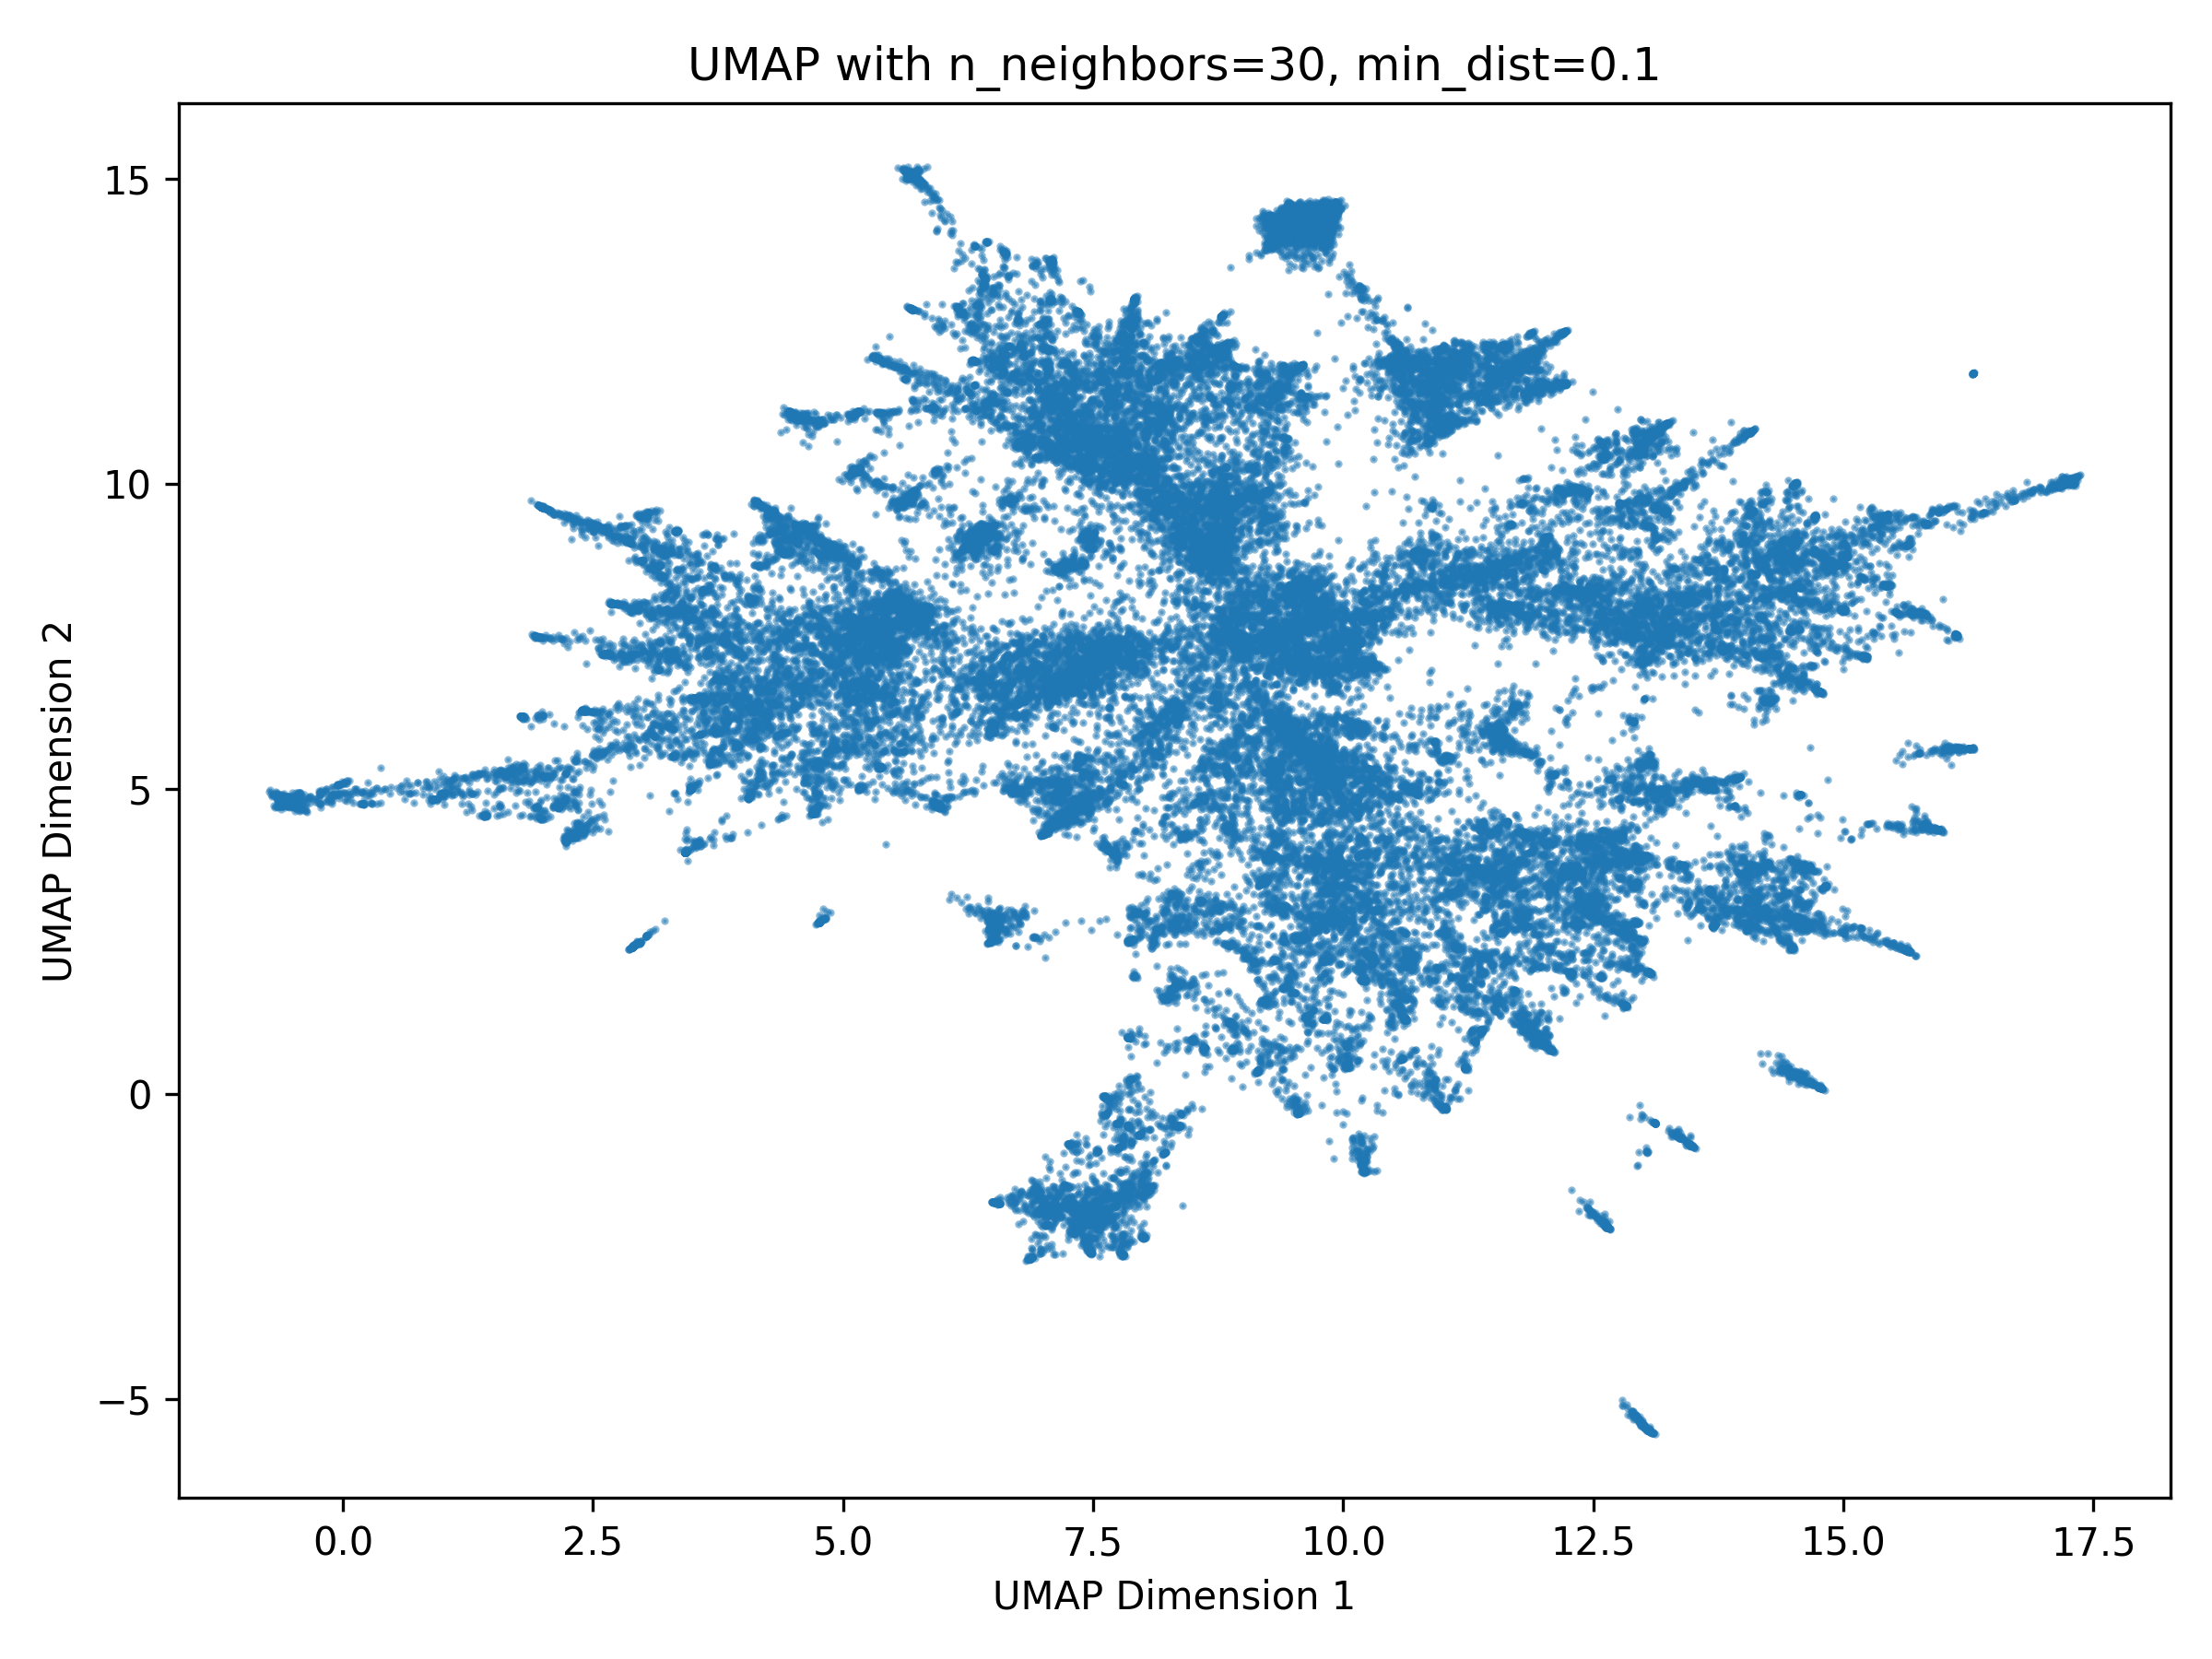 UMAP with n_neighbors=30, min_dist=0.1
UMAP Dimension 2
15
10
5
0
−5
0.0 2.5 5.0 7.5 10.0 12.5 15.0 17.5
UMAP Dimension 1